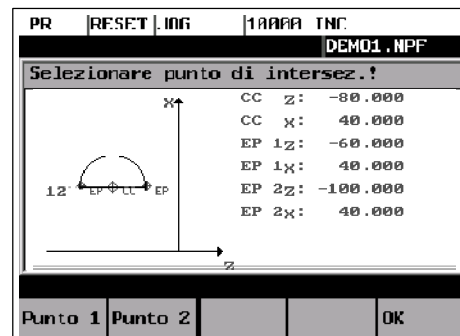 PR RESET JOG 10000 INC
DEMO1.NPF
Selezionare punto di intersez.!
X
CC Z: -80.000
CC X: 40.000
EP 1Z: -60.000
EP 1X: 40.000
EP 2Z: -100.000
EP 2X: 40.000
12 EP CC EP
Z
Punto 1 Punto 2 OK